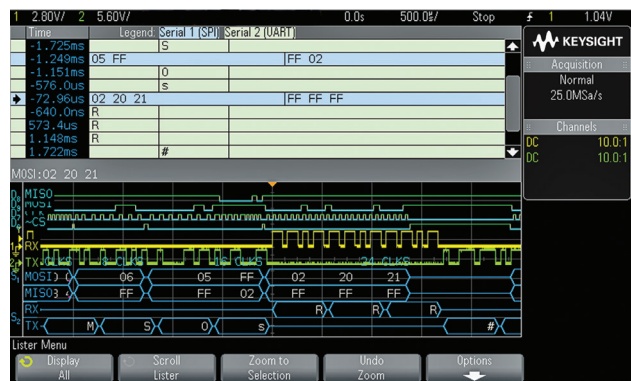 1 2.80V/ 2 5.60V/ 0.0s 500.0%/ Stop 1 1.04V
Time Legend: Serial 1 (SPI) Serial 2 (UART)
-1.725ms S
-1.249ms 05 FF FF 02
-1.151ms 0
-576.0us s
-72.96us 02 20 21 FF FF FF
-640.0ns R
573.4us R
1.148ms R
1.722ms #
KEYSIGHT
Acquisition
Normal
25.0MSa/s
Channels
DC 10.0:1
DC 10.0:1
MOSI:02 20 21
MISO
MOSI
~CS
RX
TX
MOSI 06 05 FF 02 20 21
MISO FF FF 02 FF FF FF
RX R R R
S2 TX M S 0 s #
Lister Menu
Display Scroll Zoom to Undo Options
All Lister Selection Zoom